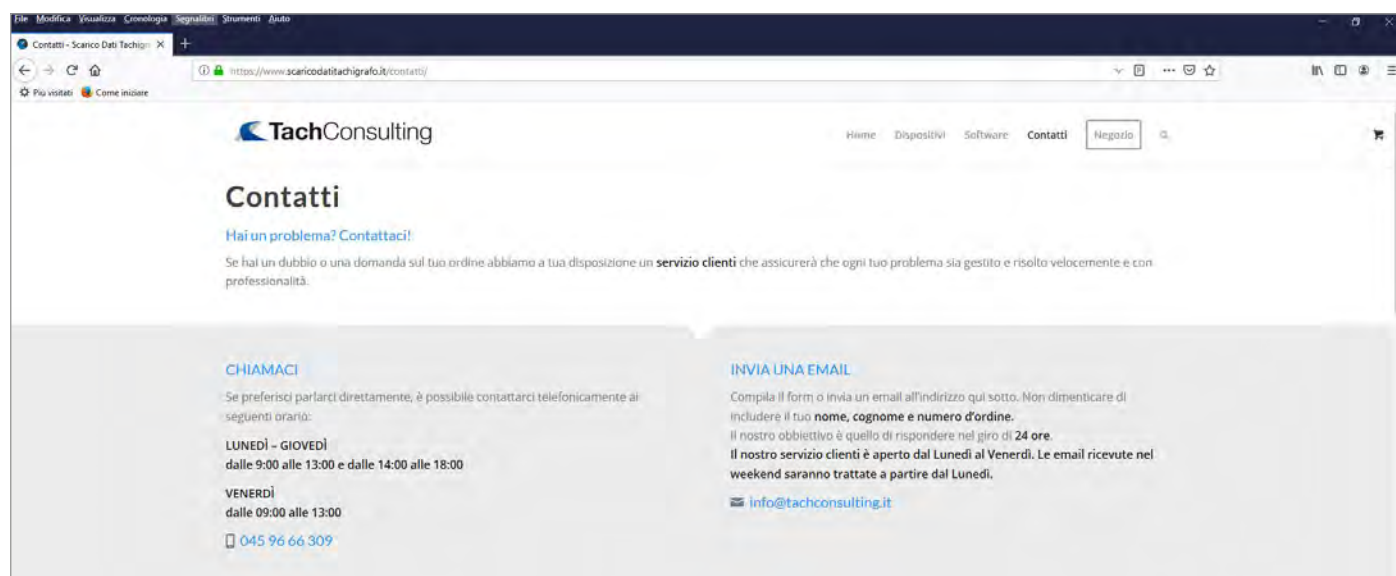 File Modifica Visualizza Cronologia Segnalibri Strumenti Aiuto
Contatti - Scarico Dati Tachigr
https://www.scaricodatitachigrafo.it/contatti/
Più visitati Come iniziare
TachConsulting
Home Dispositivi Software Contatti Negozio
Contatti
Hai un problema? Contattaci!
Se hai un dubbio o una domanda sul tuo ordine abbiamo a tua disposizione un servizio clienti che assicurerà che ogni tuo problema sia gestito e risolto velocemente e con
professionalità.
CHIAMACI
Se preferisci parlarci direttamente, è possibile contattarci telefonicamente ai
seguenti orario:
LUNEDÌ – GIOVEDÌ
dalle 9:00 alle 13:00 e dalle 14:00 alle 18:00
VENERDÌ
dalle 09:00 alle 13:00
045 96 66 309
INVIA UNA EMAIL
Compila il form o invia un email all'indirizzo qui sotto. Non dimenticare di
includere il tuo nome, cognome e numero d'ordine.
Il nostro obbiettivo è quello di rispondere nel giro di 24 ore.
Il nostro servizio clienti è aperto dal Lunedì al Venerdì. Le email ricevute nel
weekend saranno trattate a partire dal Lunedì.
info@tachconsulting.it